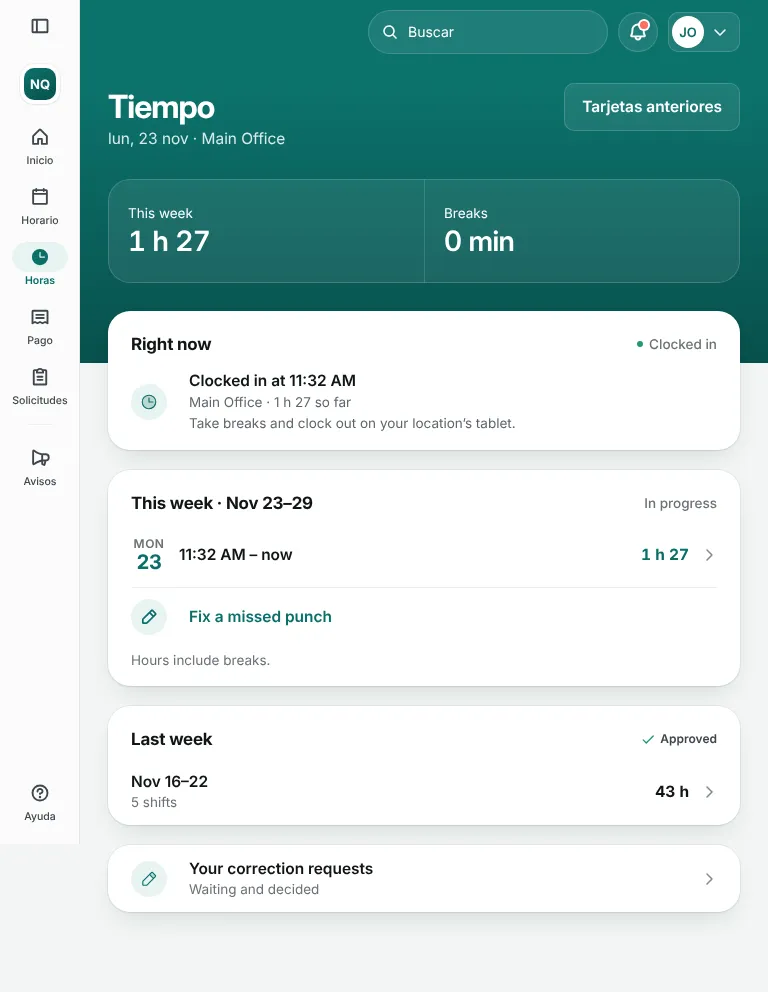 Buscar
JO
NQ
Inicio
Horario
Horas
Pago
Solicitudes
Avisos
Ayuda
Tiempo
lun, 23 nov · Main Office
Tarjetas anteriores
This week
1 h 27
Breaks
0 min
Right now
Clocked in
Clocked in at 11:32 AM
Main Office · 1 h 27 so far
Take breaks and clock out on your location’s tablet.
This week · Nov 23–29
In progress
MON
23
11:32 AM – now
1 h 27
Fix a missed punch
Hours include breaks.
Last week
Approved
Nov 16–22
5 shifts
43 h
Your correction requests
Waiting and decided